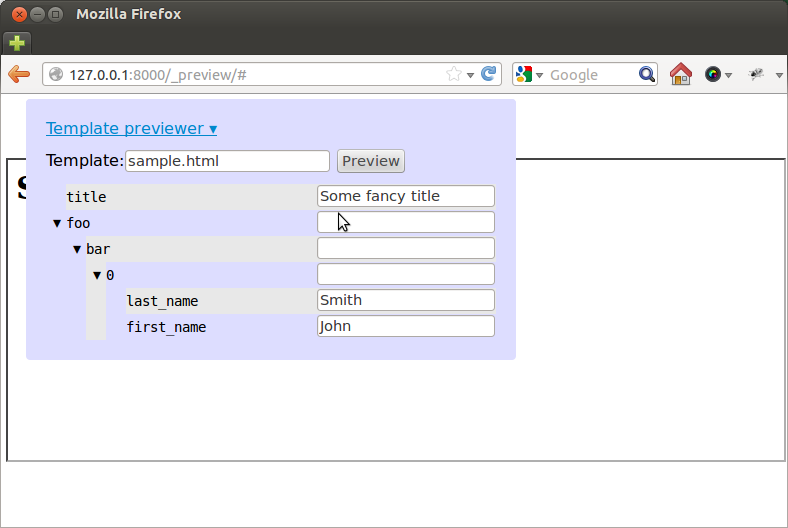 Mozilla Firefox
127.0.0.1:8000/_preview/#
Google
Template previewer ▾
Template: sample.html Preview
title Some fancy title
▼ foo
▼ bar
▼ 0
last_name Smith
first_name John